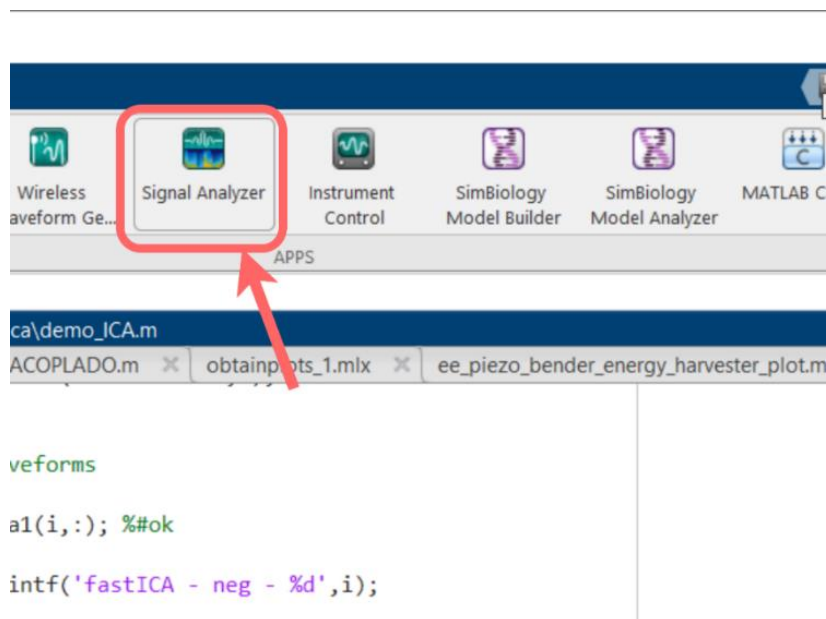 Wireless
aveform Ge...
Signal Analyzer
Instrument
Control
SimBiology
Model Builder
SimBiology
Model Analyzer
C
MATLAB C
APPS
ca\demo_ICA.m
ACOPLADO.m
obtainplots_1.mlx
ee_piezo_bender_energy_harvester_plot.m
veforms
a1(i,:); %#ok
intf('fastICA - neg - %d',i);